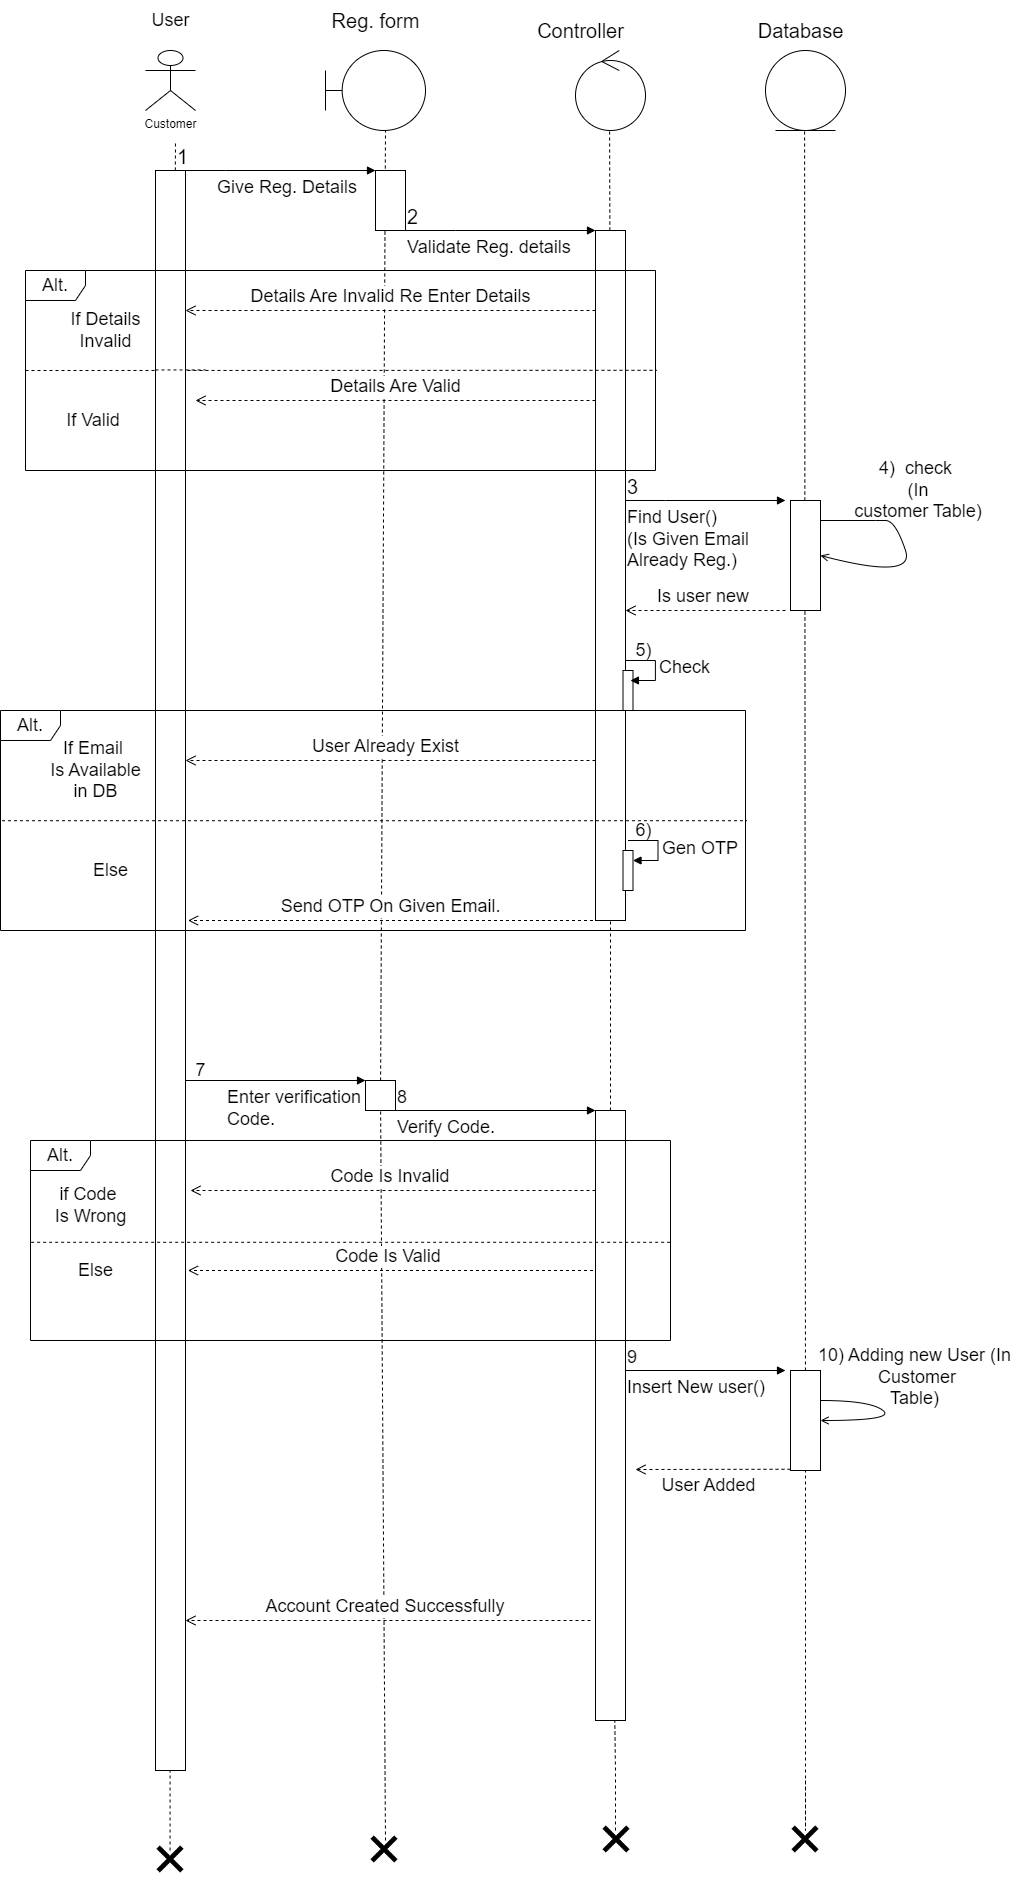 User
Reg. form
Controller
Database
Customer
1
Give Reg. Details
2
Validate Reg. details
Alt.
Details Are Invalid Re Enter Details
If Details
Invalid
Details Are Valid
If Valid
3
Find User()
(Is Given Email
Already Reg.)
4) check
(In
customer Table)
Is user new
5)
Check
Alt.
If Email
Is Available
in DB
User Already Exist
6)
Gen OTP
Else
Send OTP On Given Email.
7
Enter verification
Code.
8
Verify Code.
Alt.
Code Is Invalid
if Code
Is Wrong
Code Is Valid
Else
9
Insert New user()
10) Adding new User (In
Customer
Table)
User Added
Account Created Successfully